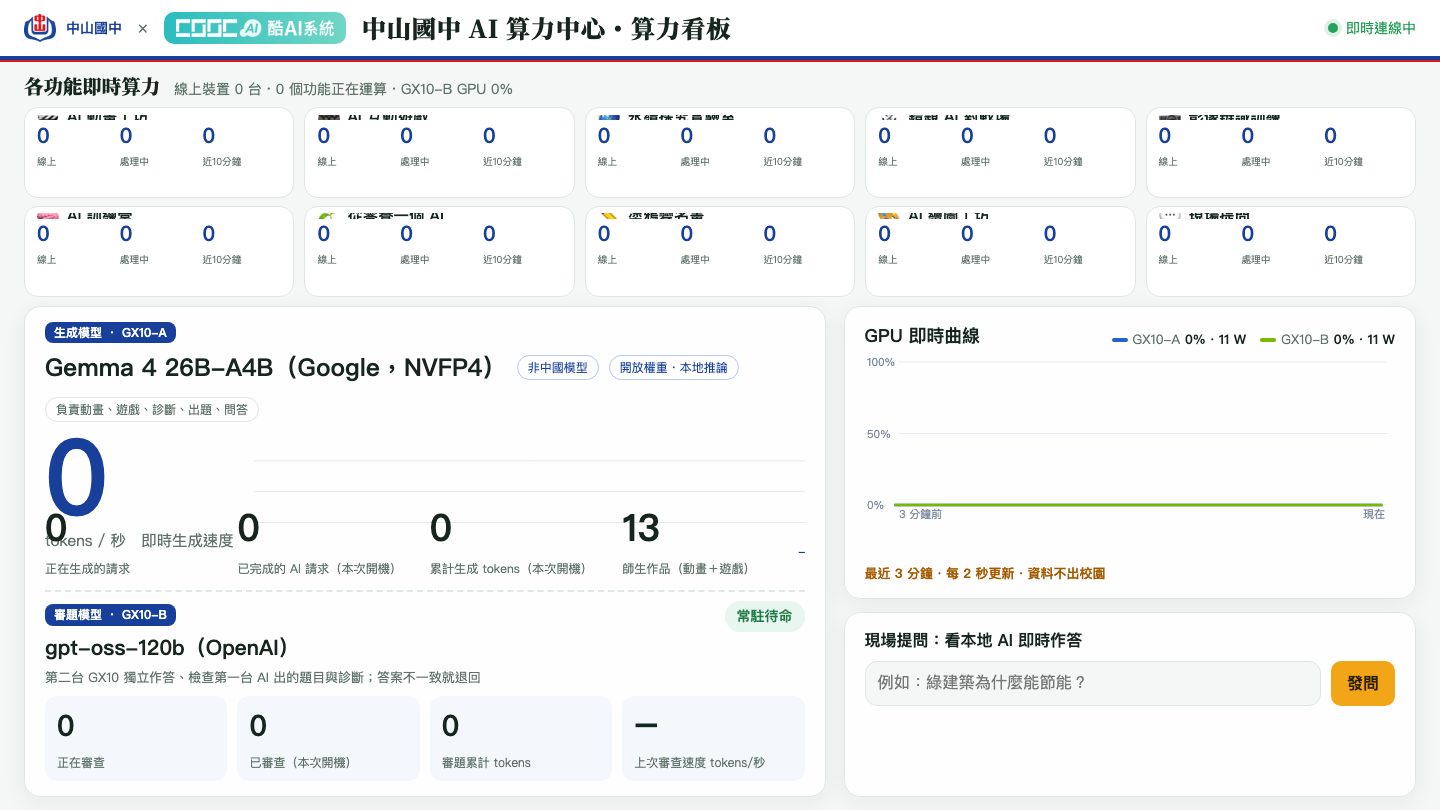 中山國中 × COOC AI 酷AI系統 中山國中 AI 算力中心・算力看板 即時連線中
各功能即時算力 線上裝置 0 台・0 個功能正在運算・GX10-B GPU 0%
0 0 0 0 0 0 0 0 0 0 0 0 0 0 0
線上 處理中 近10分鐘 線上 處理中 近10分鐘 線上 處理中 近10分鐘 線上 處理中 近10分鐘 線上 處理中 近10分鐘
0 0 0 0 0 0 0 0 0 0 0 0 0 0 0
線上 處理中 近10分鐘 線上 處理中 近10分鐘 線上 處理中 近10分鐘 線上 處理中 近10分鐘 線上 處理中 近10分鐘
生成模型 · GX10-A
Gemma 4 26B-A4B（Google，NVFP4） 非中國模型 開放權重・本地推論
負責動畫、遊戲、診斷、出題、問答
0
tokens / 秒 即時生成速度
0 0 0 13
正在生成的請求 已完成的 AI 請求（本次開機） 累計生成 tokens（本次開機） 師生作品（動畫＋遊戲）
審題模型 · GX10-B 常駐待命
gpt-oss-120b（OpenAI）
第二台 GX10 獨立作答、檢查第一台 AI 出的題目與診斷；答案不一致就退回
0 0 0 —
正在審查 已審查（本次開機） 審題累計 tokens 上次審查速度 tokens/秒
GPU 即時曲線 GX10-A 0%・11 W GX10-B 0%・11 W
100%
50%
0%
3 分鐘前 現在
最近 3 分鐘・每 2 秒更新・資料不出校園
現場提問：看本地 AI 即時作答
例如：綠建築為什麼能節能？ 發問